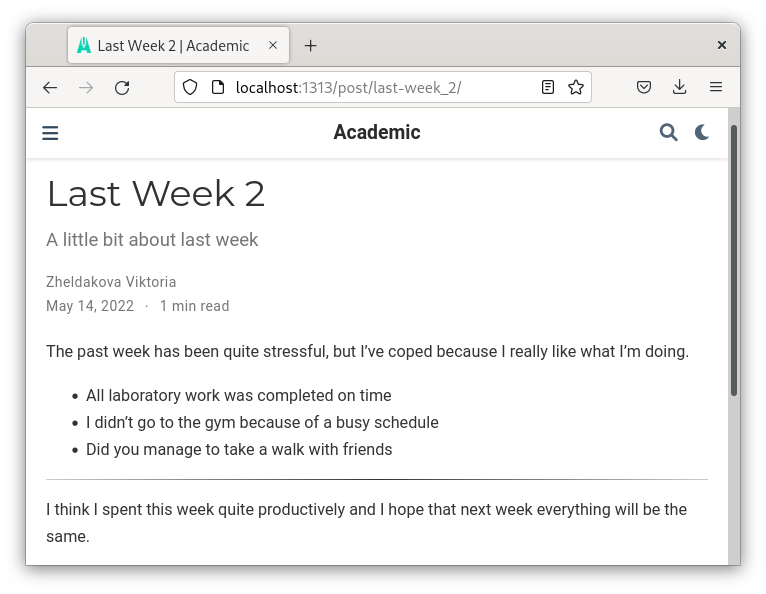 Last Week 2 | Academic
localhost:1313/post/last-week_2/
Academic
Last Week 2
A little bit about last week
Zheldakova Viktoria
May 14, 2022 · 1 min read
The past week has been quite stressful, but I’ve coped because I really like what I’m doing.
• All laboratory work was completed on time
• I didn’t go to the gym because of a busy schedule
• Did you manage to take a walk with friends
I think I spent this week quite productively and I hope that next week everything will be the
same.